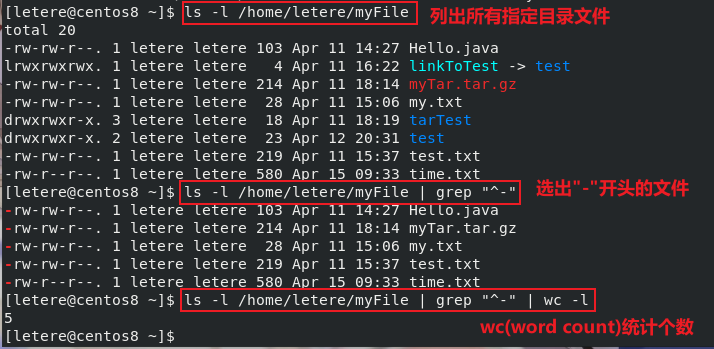 [letere@centos8 ~]$ ls -l /home/letere/myFile 列出所有指定目录文件
total 20
-rw-rw-r--. 1 letere letere 103 Apr 11 14:27 Hello.java
lrwxrwxrwx. 1 letere letere   4 Apr 11 16:22 linkToTest -> test
-rw-rw-r--. 1 letere letere 214 Apr 11 18:14 myTar.tar.gz
-rw-rw-r--. 1 letere letere  28 Apr 11 15:06 my.txt
drwxrwxr-x. 3 letere letere  18 Apr 11 18:19 tarTest
drwxrwxr-x. 2 letere letere  23 Apr 12 20:31 test
-rw-rw-r--. 1 letere letere 219 Apr 11 15:37 test.txt
-rw-rw-r--. 1 letere letere 580 Apr 15 09:33 time.txt
[letere@centos8 ~]$ ls -l /home/letere/myFile | grep "^-" 选出"-"开头的文件
-rw-rw-r--. 1 letere letere 103 Apr 11 14:27 Hello.java
-rw-rw-r--. 1 letere letere 214 Apr 11 18:14 myTar.tar.gz
-rw-rw-r--. 1 letere letere  28 Apr 11 15:06 my.txt
-rw-rw-r--. 1 letere letere 219 Apr 11 15:37 test.txt
-rw-rw-r--. 1 letere letere 580 Apr 15 09:33 time.txt
[letere@centos8 ~]$ ls -l /home/letere/myFile | grep "^-" | wc -l
5
wc(word count)统计个数
[letere@centos8 ~]$